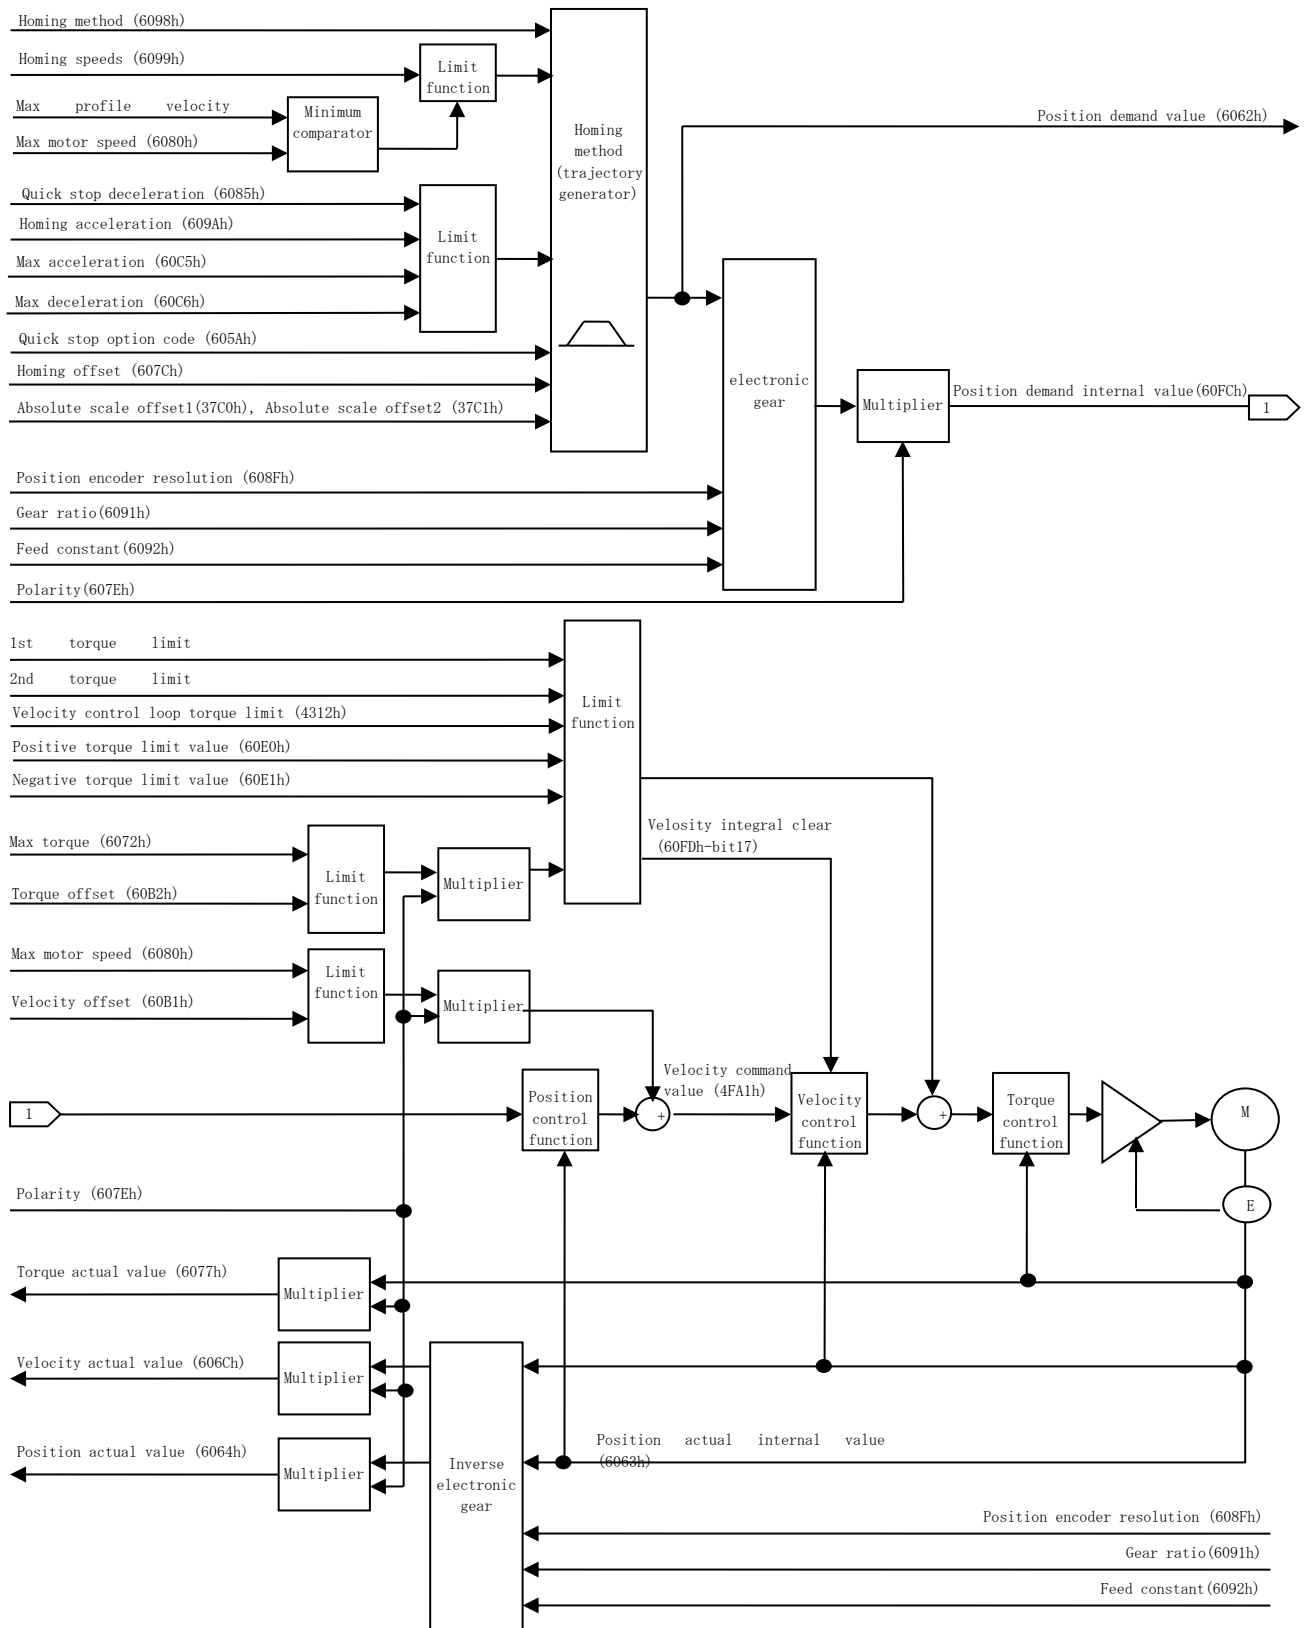 Homing method (6098h)
Homing speeds (6099h)
Limit
function
Max profile velocity
Max motor speed (6080h)
Minimum
comparator
Homing
method
(trajectory
generator)
Position demand value (6062h)
Quick stop deceleration (6085h)
Homing acceleration (609Ah)
Max acceleration (60C5h)
Max deceleration (60C6h)
Limit
function
Quick stop option code (605Ah)
Homing offset (607Ch)
Absolute scale offset1(37C0h), Absolute scale offset2 (37C1h)
electronic
gear
Multiplier
Position demand internal value(60FCh)
1
Position encoder resolution (608Fh)
Gear ratio(6091h)
Feed constant(6092h)
Polarity(607Eh)
1st torque limit
2nd torque limit
Velocity control loop torque limit (4312h)
Positive torque limit value (60E0h)
Negative torque limit value (60E1h)
Limit
function
Velosity integral clear
(60FDh-bit17)
Max torque (6072h)
Torque offset (60B2h)
Limit
function
Multiplier
Max motor speed (6080h)
Velocity offset (60B1h)
Limit
function
Multiplier
1
Position
control
function
+
Velocity command
value (4FA1h)
Velocity
control
function
+
Torque
control
function
M
E
Polarity (607Eh)
Torque actual value (6077h)
Multiplier
Velocity actual value (606Ch)
Multiplier
Position actual value (6064h)
Multiplier
Inverse
electronic
gear
Position actual internal value
(6063h)
Position encoder resolution (608Fh)
Gear ratio(6091h)
Feed constant(6092h)